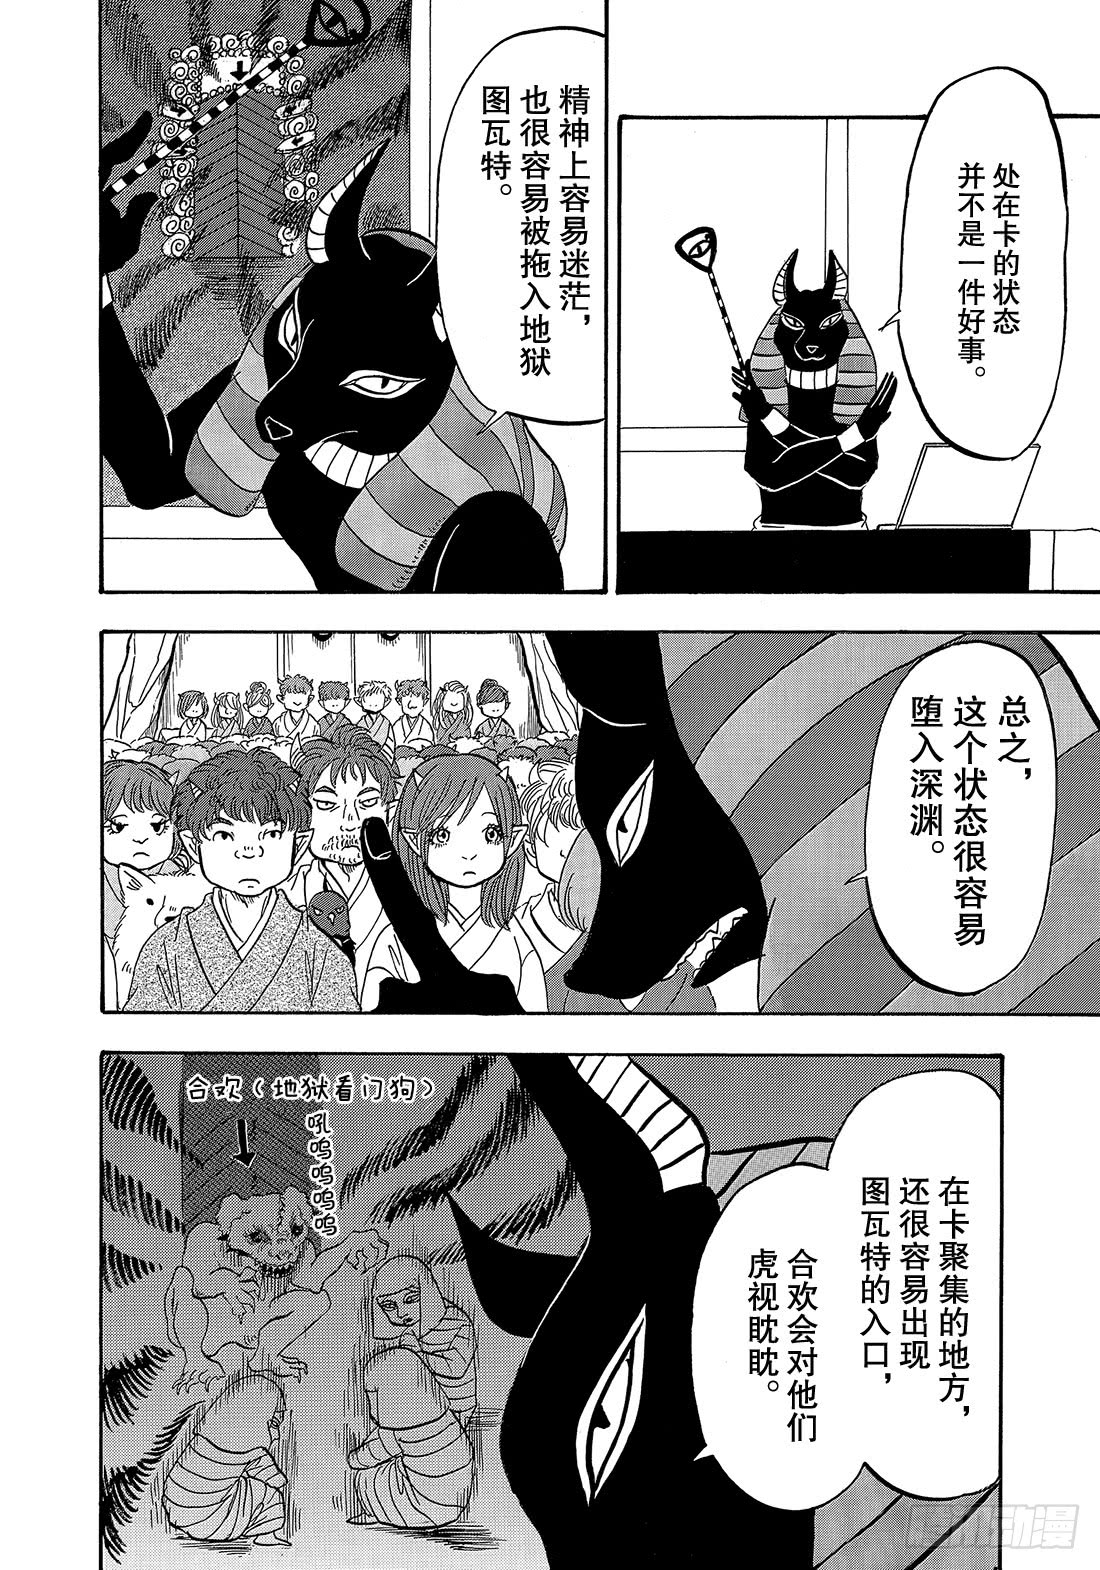 处在卡的状态
并不是一件好事。
精神上容易迷茫，
也很容易被拖入地狱
图瓦特。
总之，
这个状态很容易
堕入深渊。
在卡聚集的地方，
还很容易出现
图瓦特的入口，
合欢会对他们
虎视眈眈。
合欢（地狱看门狗）
吼呜呜呜呜